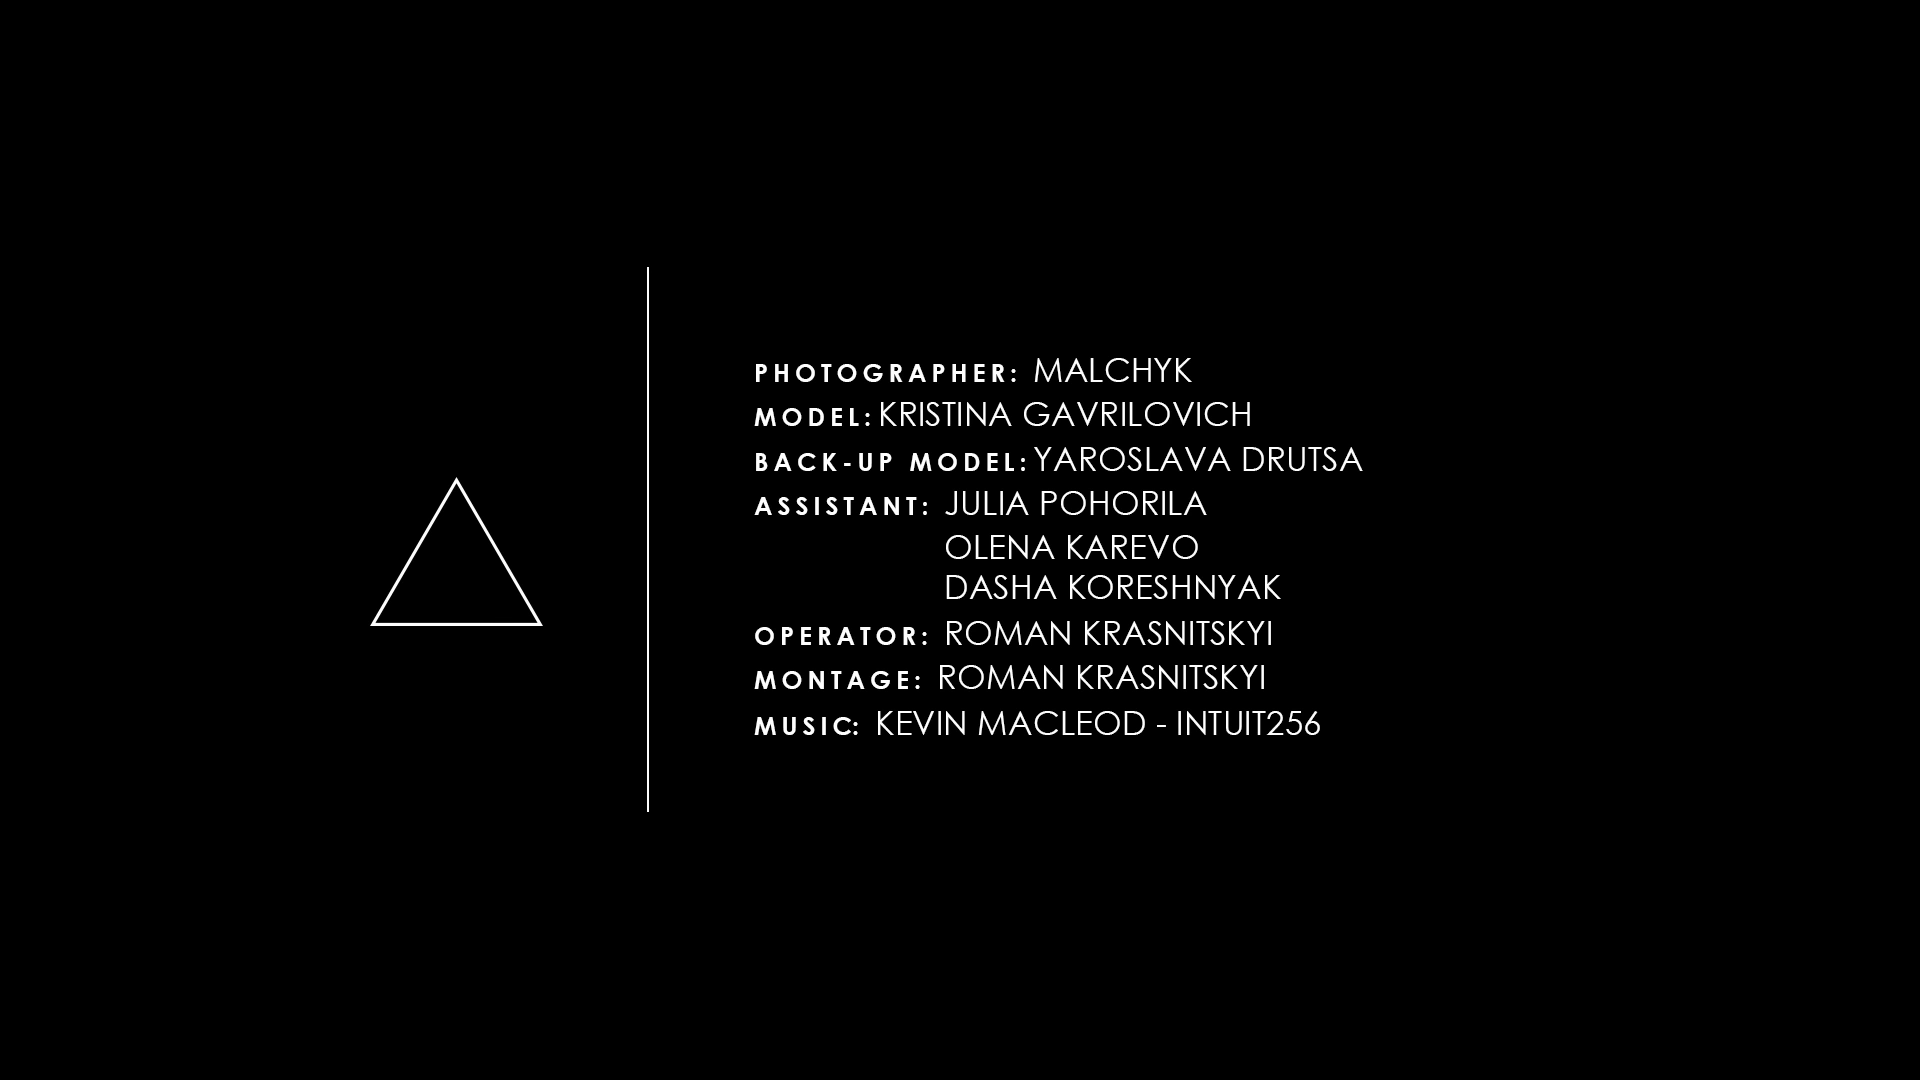 PHOTOGRAPHER: MALCHYK
MODEL: KRISTINA GAVRILOVICH
BACK-UP MODEL: YAROSLAVA DRUTSA
ASSISTANT: JULIA POHORILA
OLENA KAREVO
DASHA KORESHNYAK
OPERATOR: ROMAN KRASNITSKYI
MONTAGE: ROMAN KRASNITSKYI
MUSIC: KEVIN MACLEOD - INTUIT256